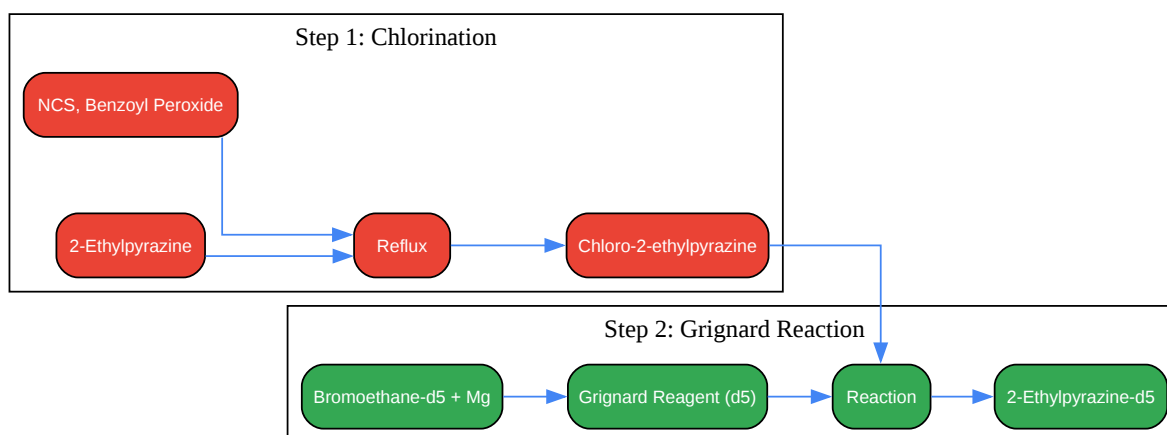 Step 1: Chlorination
NCS, Benzoyl Peroxide
2-Ethylpyrazine
Reflux
Chloro-2-ethylpyrazine
Step 2: Grignard Reaction
Bromoethane-d5 + Mg
Grignard Reagent (d5)
Reaction
2-Ethylpyrazine-d5